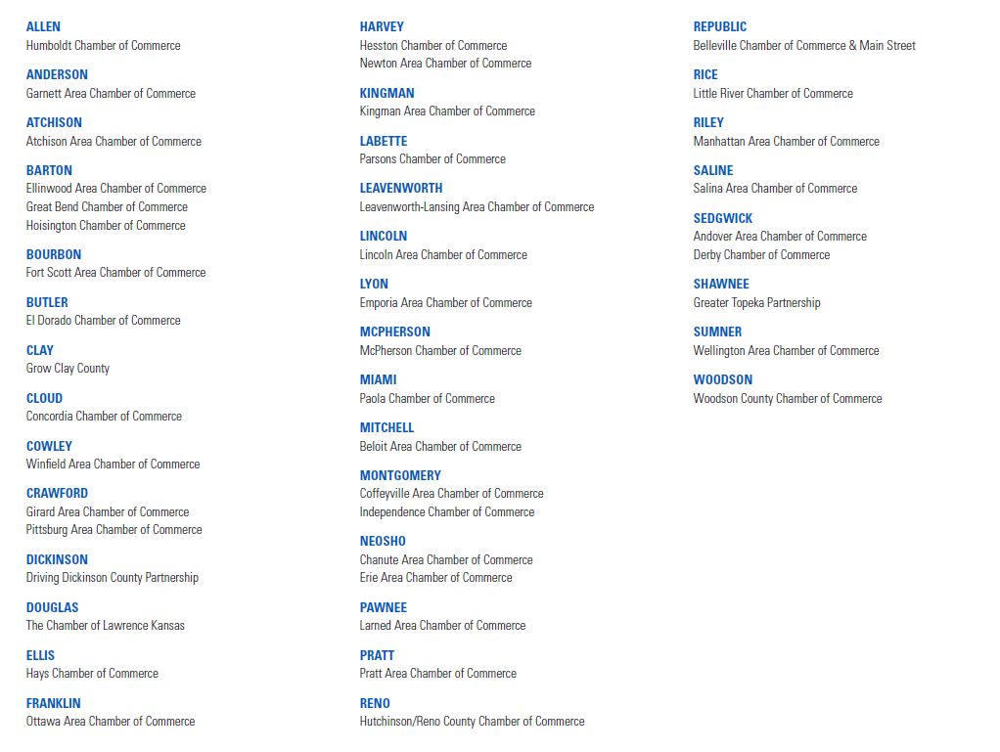 ALLEN
Humboldt Chamber of Commerce
ANDERSON
Garnett Area Chamber of Commerce
ATCHISON
Atchison Area Chamber of Commerce
BARTON
Ellinwood Area Chamber of Commerce
Great Bend Chamber of Commerce
Hoisington Chamber of Commerce
BOURBON
Fort Scott Area Chamber of Commerce
BUTLER
El Dorado Chamber of Commerce
CLAY
Grow Clay County
CLOUD
Concordia Chamber of Commerce
COWLEY
Winfield Area Chamber of Commerce
CRAWFORD
Girard Area Chamber of Commerce
Pittsburg Area Chamber of Commerce
DICKINSON
Driving Dickinson County Partnership
DOUGLAS
The Chamber of Lawrence Kansas
ELLIS
Hays Chamber of Commerce
FRANKLIN
Ottawa Area Chamber of Commerce
HARVEY
Hesston Chamber of Commerce
Newton Area Chamber of Commerce
KINGMAN
Kingman Area Chamber of Commerce
LABETTE
Parsons Chamber of Commerce
LEAVENWORTH
Leavenworth-Lansing Area Chamber of Commerce
LINCOLN
Lincoln Area Chamber of Commerce
LYON
Emporia Area Chamber of Commerce
MCPHERSON
McPherson Chamber of Commerce
MIAMI
Paola Chamber of Commerce
MITCHELL
Beloit Area Chamber of Commerce
MONTGOMERY
Coffeyville Area Chamber of Commerce
Independence Chamber of Commerce
NEOSHO
Chanute Area Chamber of Commerce
Erie Area Chamber of Commerce
PAWNEE
Larned Area Chamber of Commerce
PRATT
Pratt Area Chamber of Commerce
RENO
Hutchinson/Reno County Chamber of Commerce
REPUBLIC
Belleville Chamber of Commerce & Main Street
RICE
Little River Chamber of Commerce
RILEY
Manhattan Area Chamber of Commerce
SALINE
Salina Area Chamber of Commerce
SEDGWICK
Andover Area Chamber of Commerce
Derby Chamber of Commerce
SHAWNEE
Greater Topeka Partnership
SUMNER
Wellington Area Chamber of Commerce
WOODSON
Woodson County Chamber of Commerce